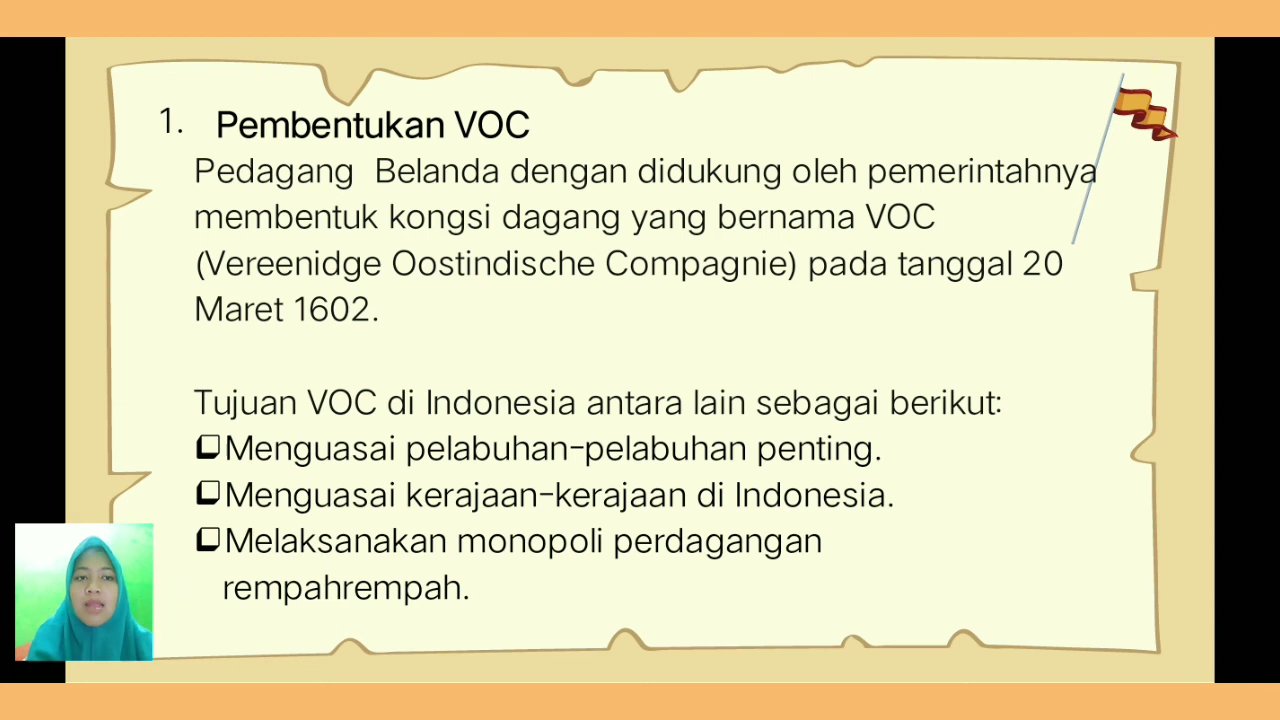 1. Pembentukan VOC
Pedagang Belanda dengan didukung oleh pemerintahnya
membentuk kongsi dagang yang bernama VOC
(Vereenidge Oostindische Compagnie) pada tanggal 20
Maret 1602.
Tujuan VOC di Indonesia antara lain sebagai berikut:
❑Menguasai pelabuhan-pelabuhan penting.
❑Menguasai kerajaan-kerajaan di Indonesia.
❑Melaksanakan monopoli perdagangan
rempahrempah.